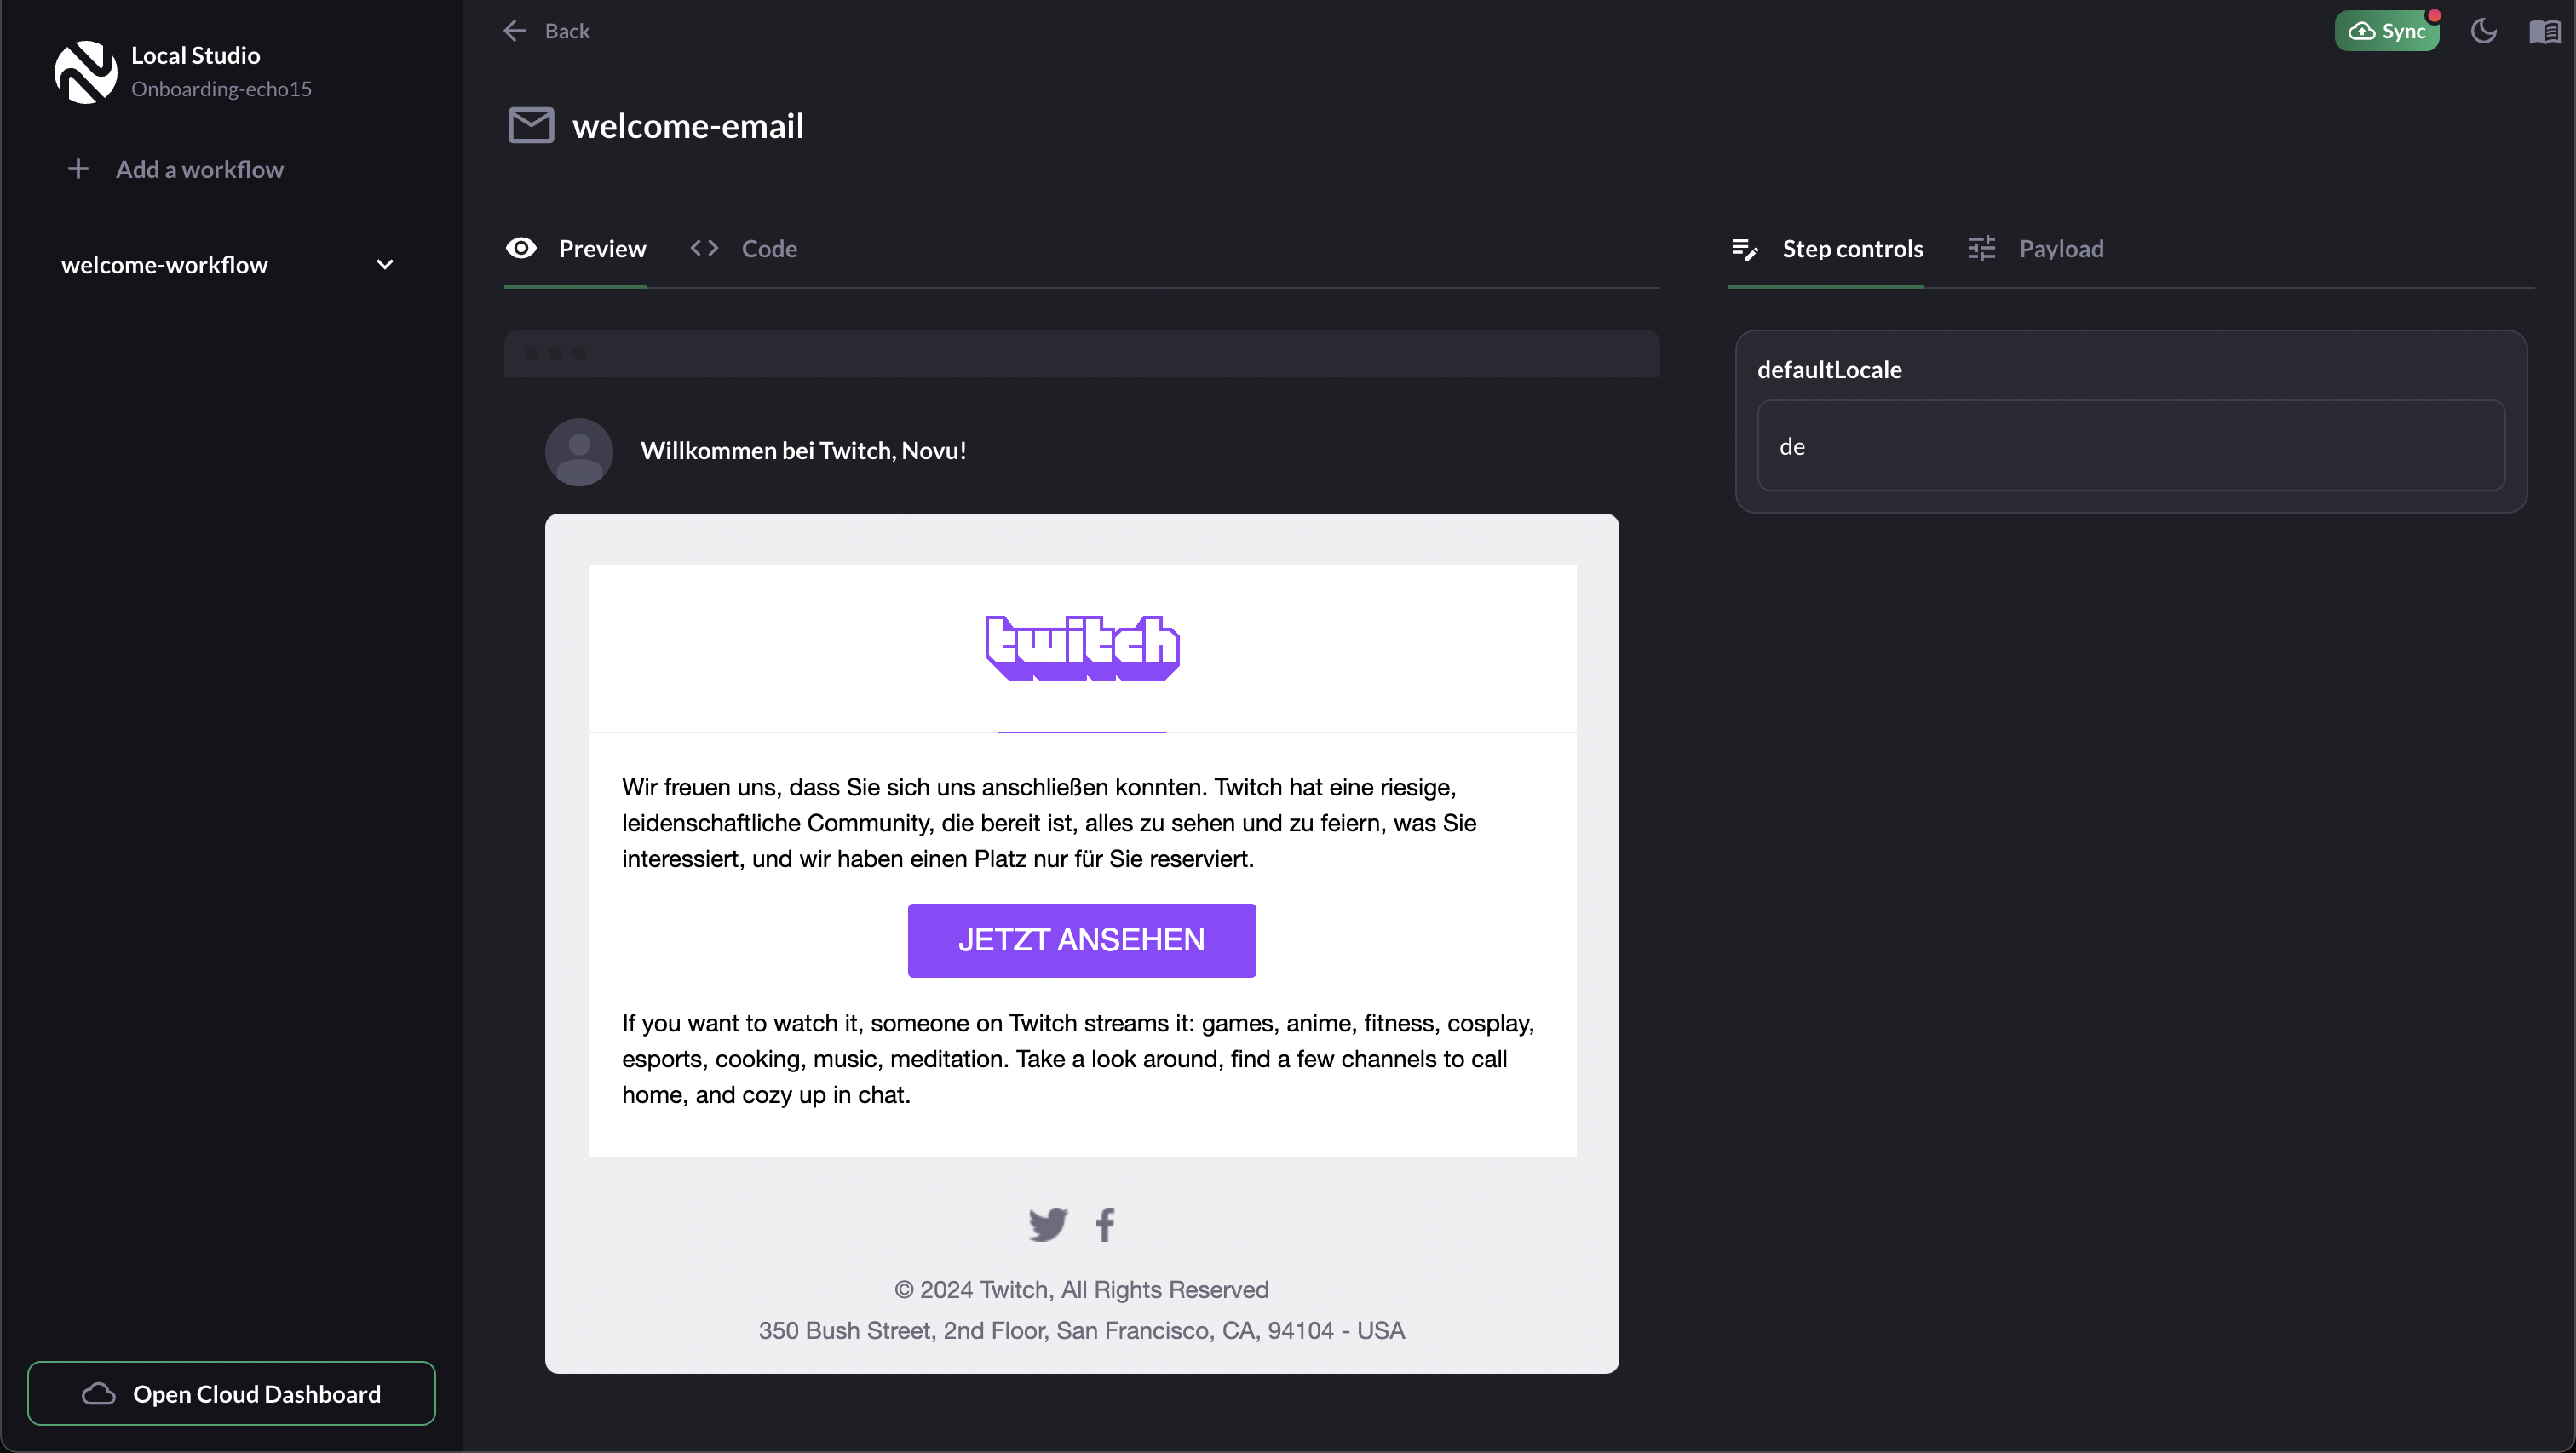 Local Studio
Onboarding-echo15
Add a workflow
welcome-workflow
Open Cloud Dashboard
Back
Sync
welcome-email
Preview
Code
Willkommen bei Twitch, Novu!
twitch
Wir freuen uns, dass Sie sich uns anschließen konnten. Twitch hat eine riesige,
leidenschaftliche Community, die bereit ist, alles zu sehen und zu feiern, was Sie
interessiert, und wir haben einen Platz nur für Sie reserviert.
JETZT ANSEHEN
If you want to watch it, someone on Twitch streams it: games, anime, fitness, cosplay,
esports, cooking, music, meditation. Take a look around, find a few channels to call
home, and cozy up in chat.
© 2024 Twitch, All Rights Reserved
350 Bush Street, 2nd Floor, San Francisco, CA, 94104 - USA
Step controls
Payload
defaultLocale
de